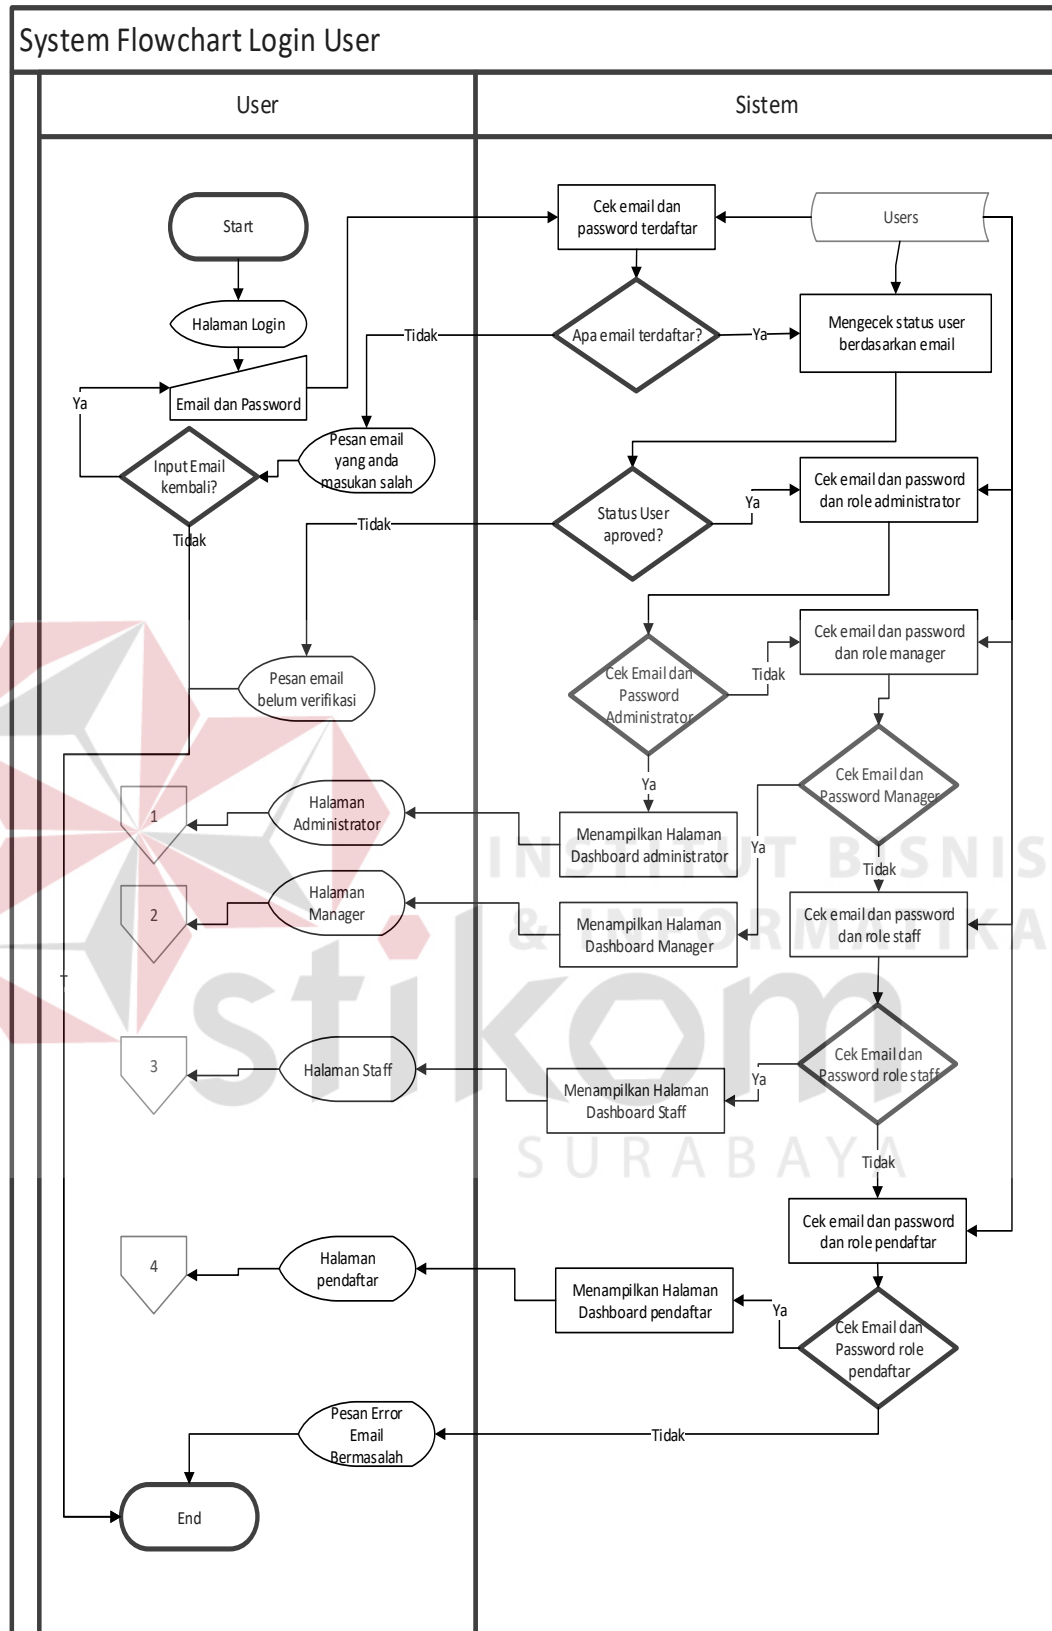 System Flowchart Login User
User
Sistem
Start
Cek email dan
password terdaftar
Users
Halaman Login
Tidak
Apa email terdaftar?
Ya
Mengecek status user
berdasarkan email
Ya
Email dan Password
Input Email
kembali?
Pesan email
yang anda
masukan salah
Cek email dan password
dan role administrator
Ya
Status User
aproved?
Tidak
Tidak
Cek email dan password
dan role manager
Tidak
Cek Email dan
Password
Administrator
Pesan email
belum verifikasi
Ya
Cek Email dan
Password Manager
1
Halaman
Administrator
Menampilkan Halaman
Dashboard administrator
Ya
INSTITUT BISNIS
Tidak
2
Halaman
Manager
Menampilkan Halaman
Dashboard Manager
Cek email dan password
dan role staff
& INFORMATIKA
T
stikom
3
Halaman Staff
Menampilkan Halaman
Dashboard Staff
Ya
Cek Email dan
Password role staff
SURABAYA
Tidak
Cek email dan password
dan role pendaftar
4
Halaman
pendaftar
Menampilkan Halaman
Dashboard pendaftar
Ya
Cek Email dan
Password role
pendaftar
Pesan Error
Email
Bermasalah
Tidak
End